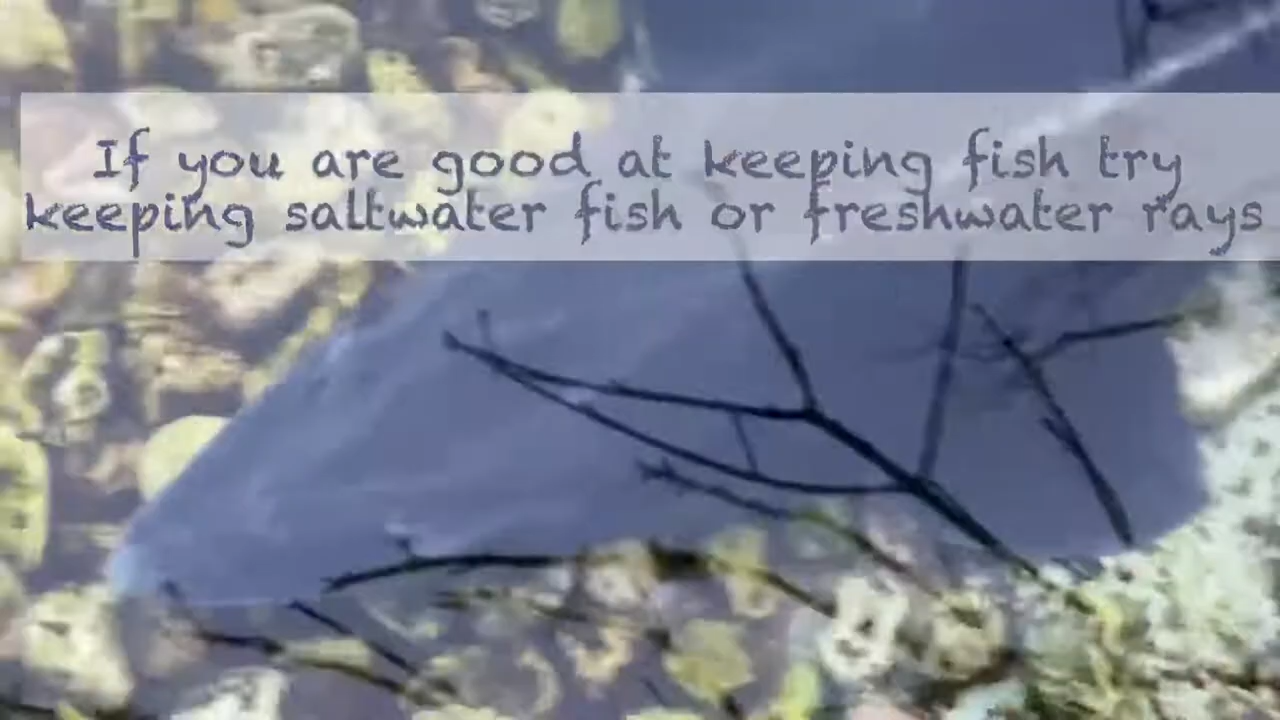 If you are good at keeping fish try
keeping saltwater fish or freshwater rays